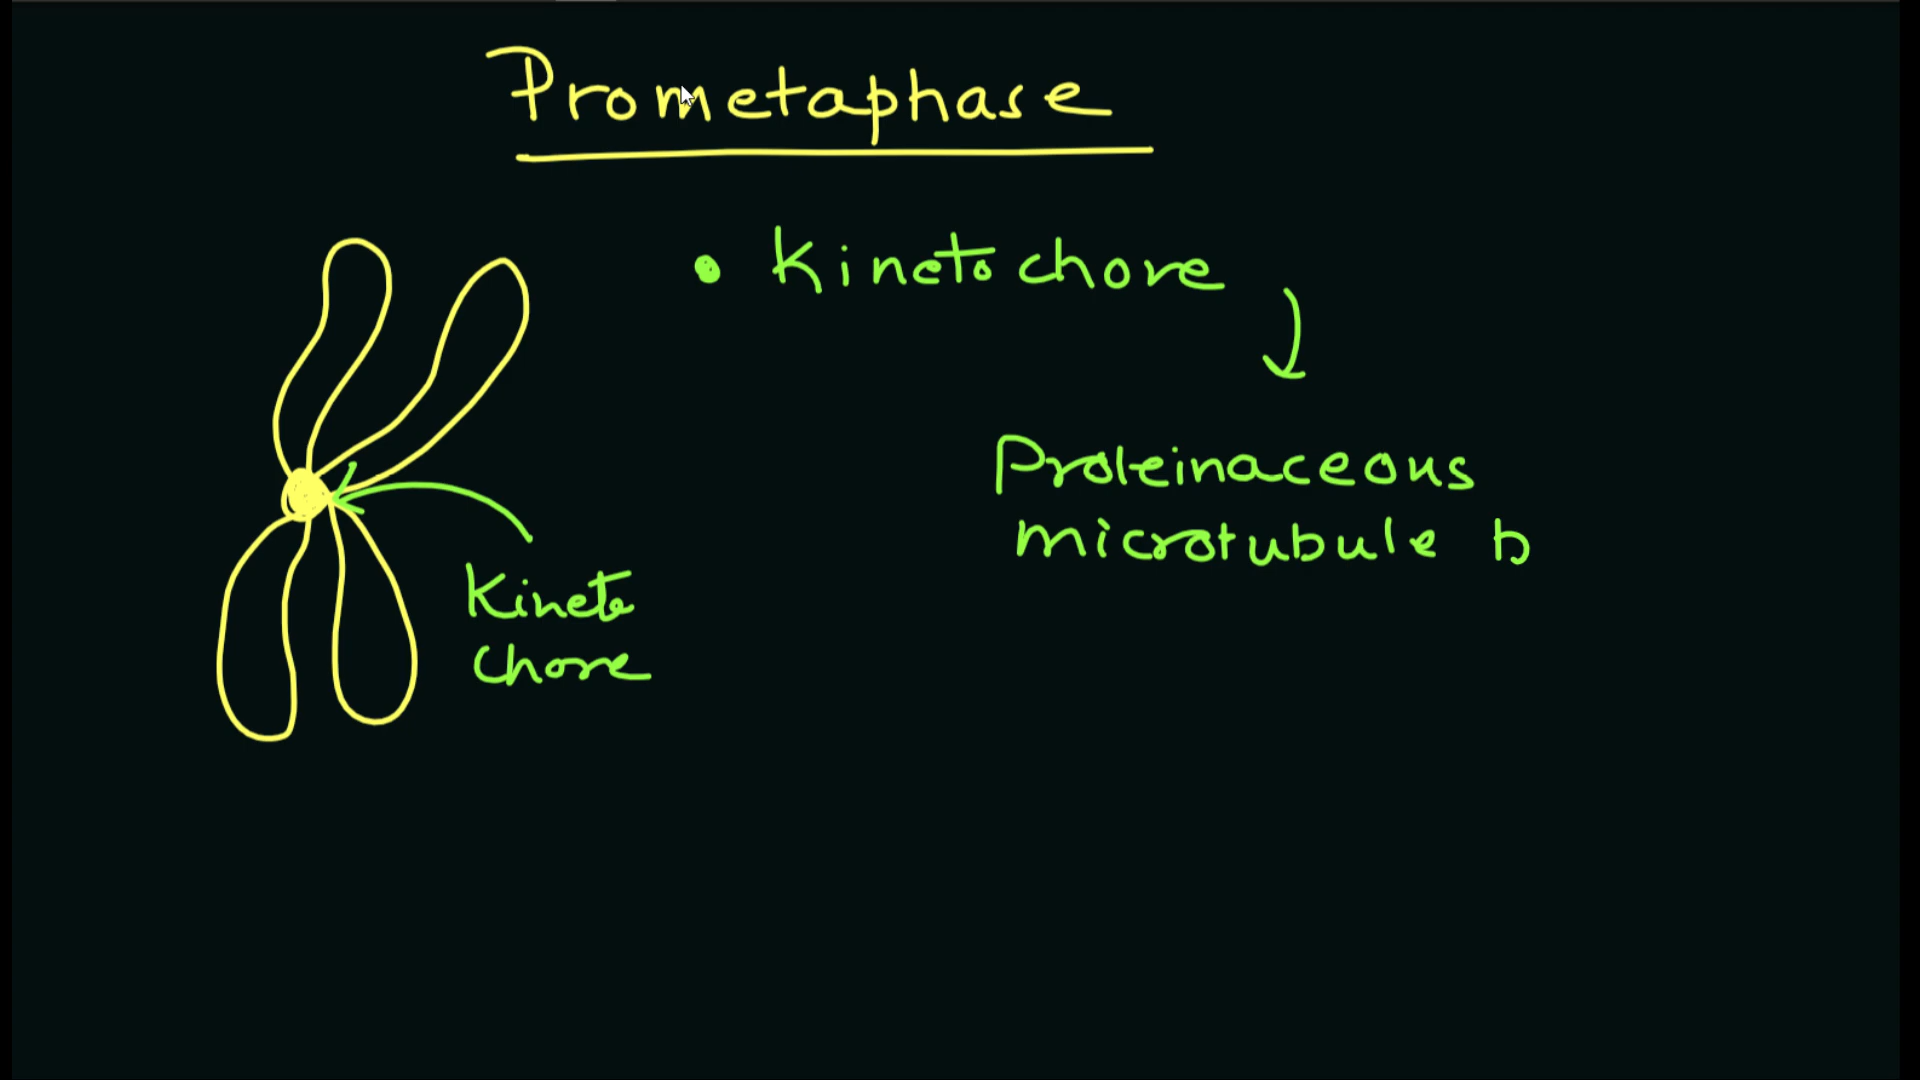 Prometaphase
• Kinetochore
Proteinaceous
microtubule b
Kineto
chore